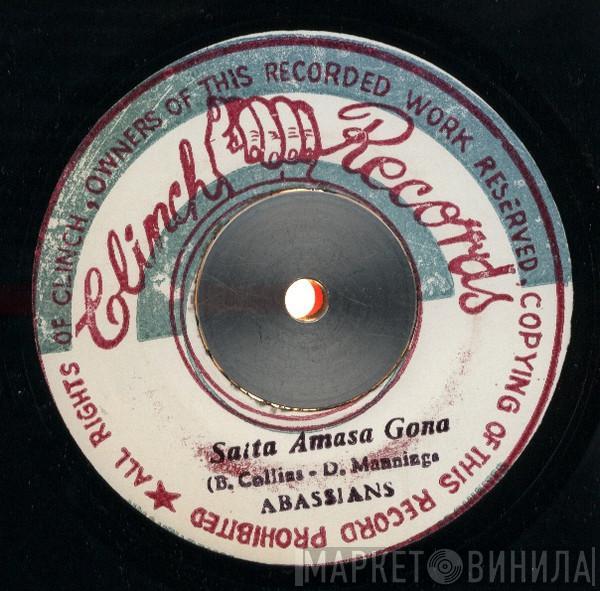 ALL RIGHTS OF CLINCH, OWNERS OF THIS RECORDED WORK RESERVED. COPYING OF THIS RECORD PROHIBITED ★
Clinch Records
Saita Amasa Gona
(B. Collins - D. Mannings
ABASSIANS
МАРКЕТ ВИНИЛА